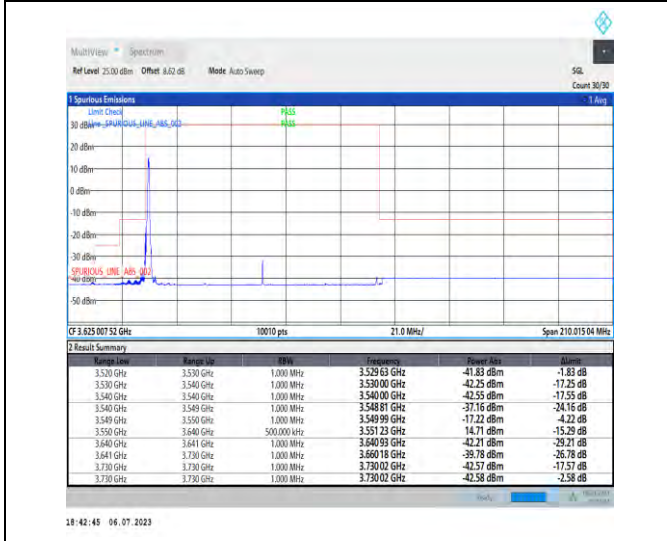 MultiView Spectrum
Ref Level 25.00 dBm Offset 8.62 dB Mode Auto Sweep SGL
Count 30/30
1 Spurious Emissions 1 Avg
Limit Check PASS
Line _SPURIOUS_LINE_ABS_002 PASS
30 dBm
20 dBm
10 dBm
0 dBm
-10 dBm
-20 dBm
-30 dBm
SPURIOUS_LINE_ABS_002
-40 dBm
-50 dBm
CF 3.625 007 52 GHz 10010 pts 21.0 MHz/ Span 210.015 04 MHz
2 Result Summary
Range Low Range Up RBW Frequency Power Abs ΔLimit
3.520 GHz 3.530 GHz 1.000 MHz 3.529 63 GHz -41.83 dBm -1.83 dB
3.530 GHz 3.540 GHz 1.000 MHz 3.530 00 GHz -42.25 dBm -17.25 dB
3.540 GHz 3.540 GHz 1.000 MHz 3.540 00 GHz -42.55 dBm -17.55 dB
3.540 GHz 3.549 GHz 1.000 MHz 3.548 81 GHz -37.16 dBm -24.16 dB
3.549 GHz 3.550 GHz 1.000 MHz 3.549 99 GHz -17.22 dBm -4.22 dB
3.550 GHz 3.640 GHz 500.000 kHz 3.551 23 GHz 14.71 dBm -15.29 dB
3.640 GHz 3.641 GHz 1.000 MHz 3.640 93 GHz -42.21 dBm -29.21 dB
3.641 GHz 3.730 GHz 1.000 MHz 3.660 18 GHz -39.78 dBm -26.78 dB
3.730 GHz 3.730 GHz 1.000 MHz 3.730 02 GHz -42.57 dBm -17.57 dB
3.730 GHz 3.730 GHz 1.000 MHz 3.730 02 GHz -42.58 dBm -2.58 dB
18:42:45 06.07.2023